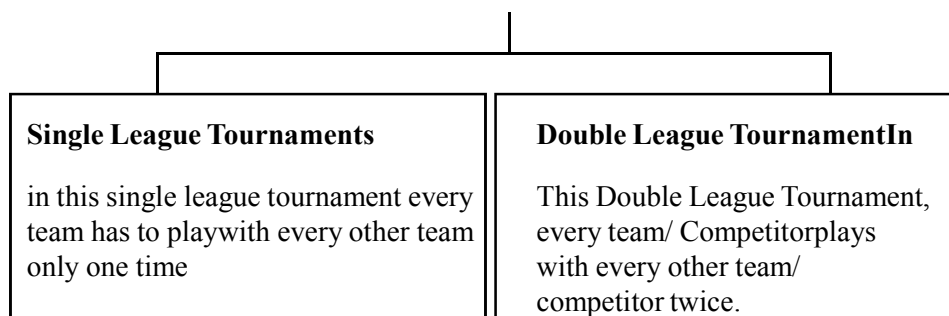 Single League Tournaments
in this single league tournament every
team has to playwith every other team
only one time
Double League TournamentIn
This Double League Tournament,
every team/ Competitorplays
with every other team/
competitor twice.